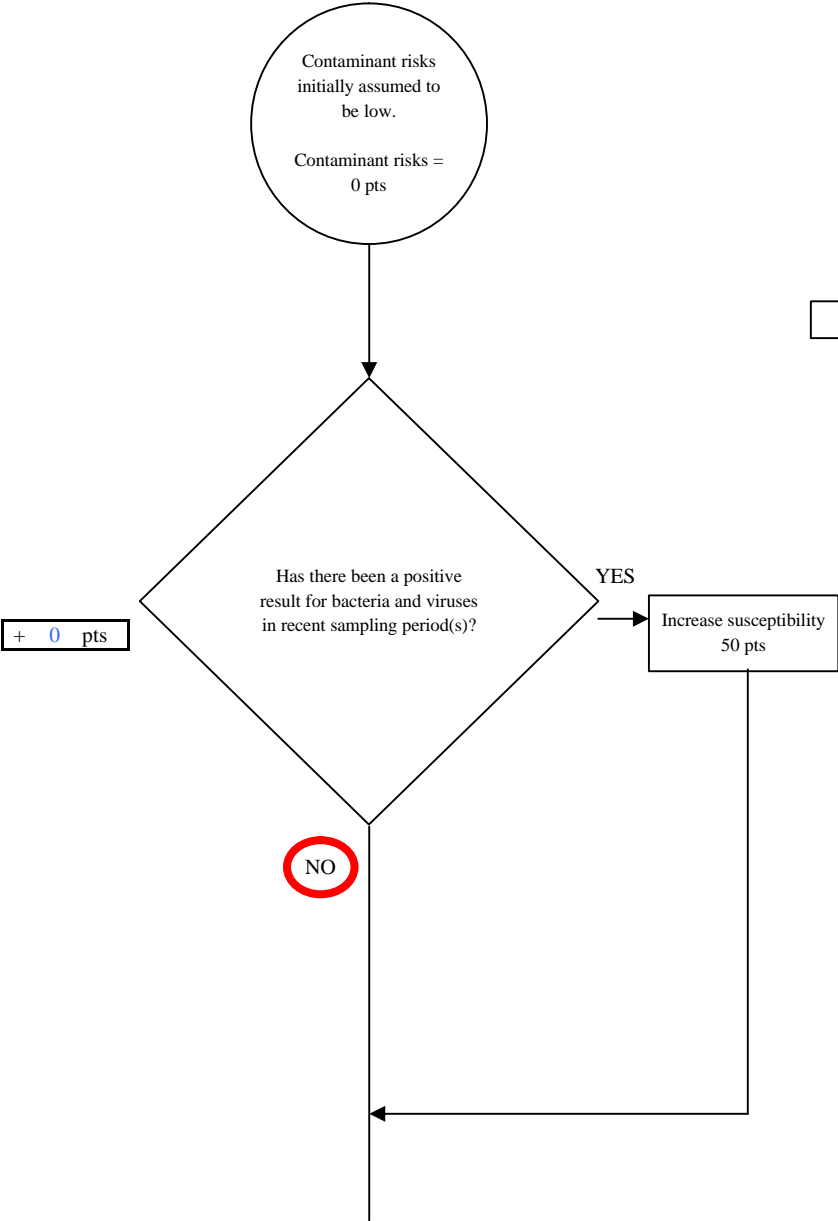 Contaminant risks
initially assumed to
be low.
Contaminant risks =
0 pts
Has there been a positive
result for bacteria and viruses
in recent sampling period(s)?
YES
Increase susceptibility
50 pts
+ 0 pts
NO